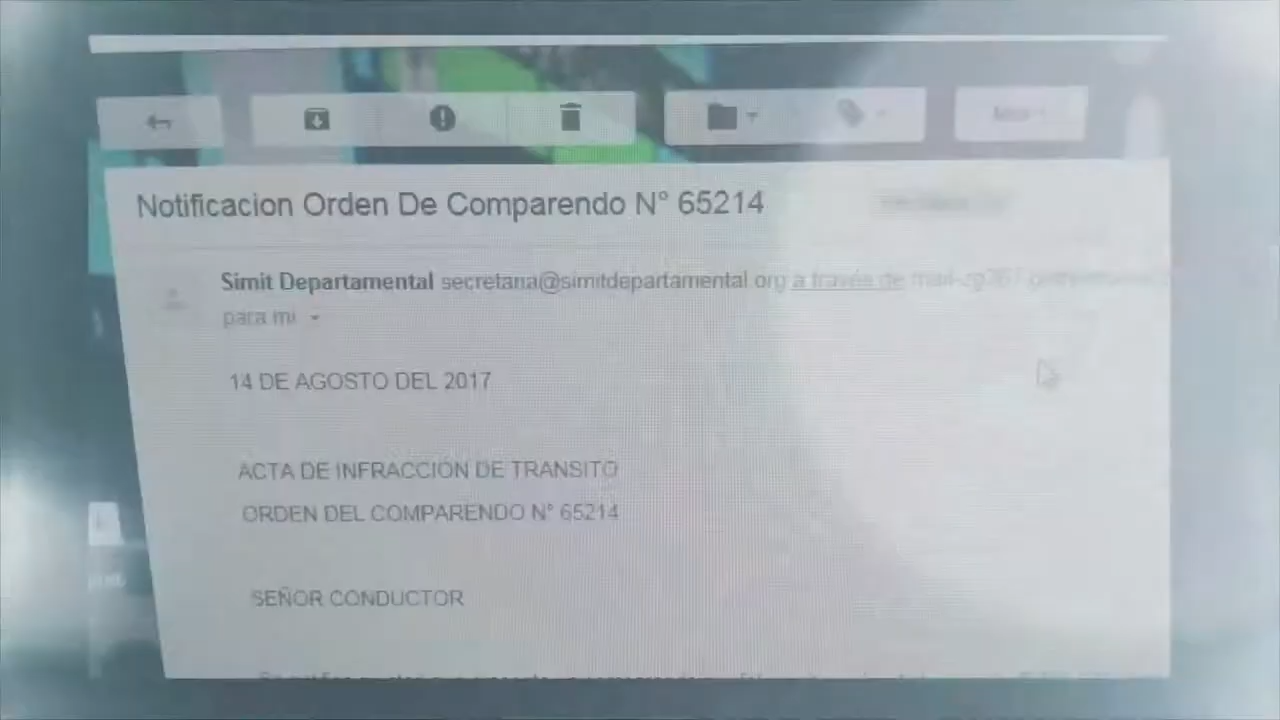 Notificacion Orden De Comparendo N° 65214
Simit Departamental secretaria@simitdepartamental.org a través de
para mi
14 DE AGOSTO DEL 2017
ACTA DE INFRACCIÓN DE TRANSITO
ORDEN DEL COMPARENDO N° 65214
SEÑOR CONDUCTOR